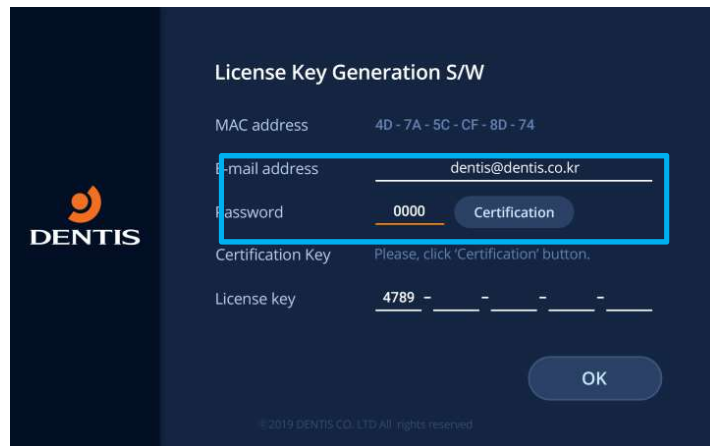 License Key Generation S/W
MAC address 4D - 7A - 5C - CF - 8D - 74
E-mail address dentis@dentis.co.kr
Password 0000 Certification
DENTIS
Certification Key Please, click 'Certification' button.
License key 4789 – – – –
OK
©2019 DENTIS CO. LTD All rights reserved